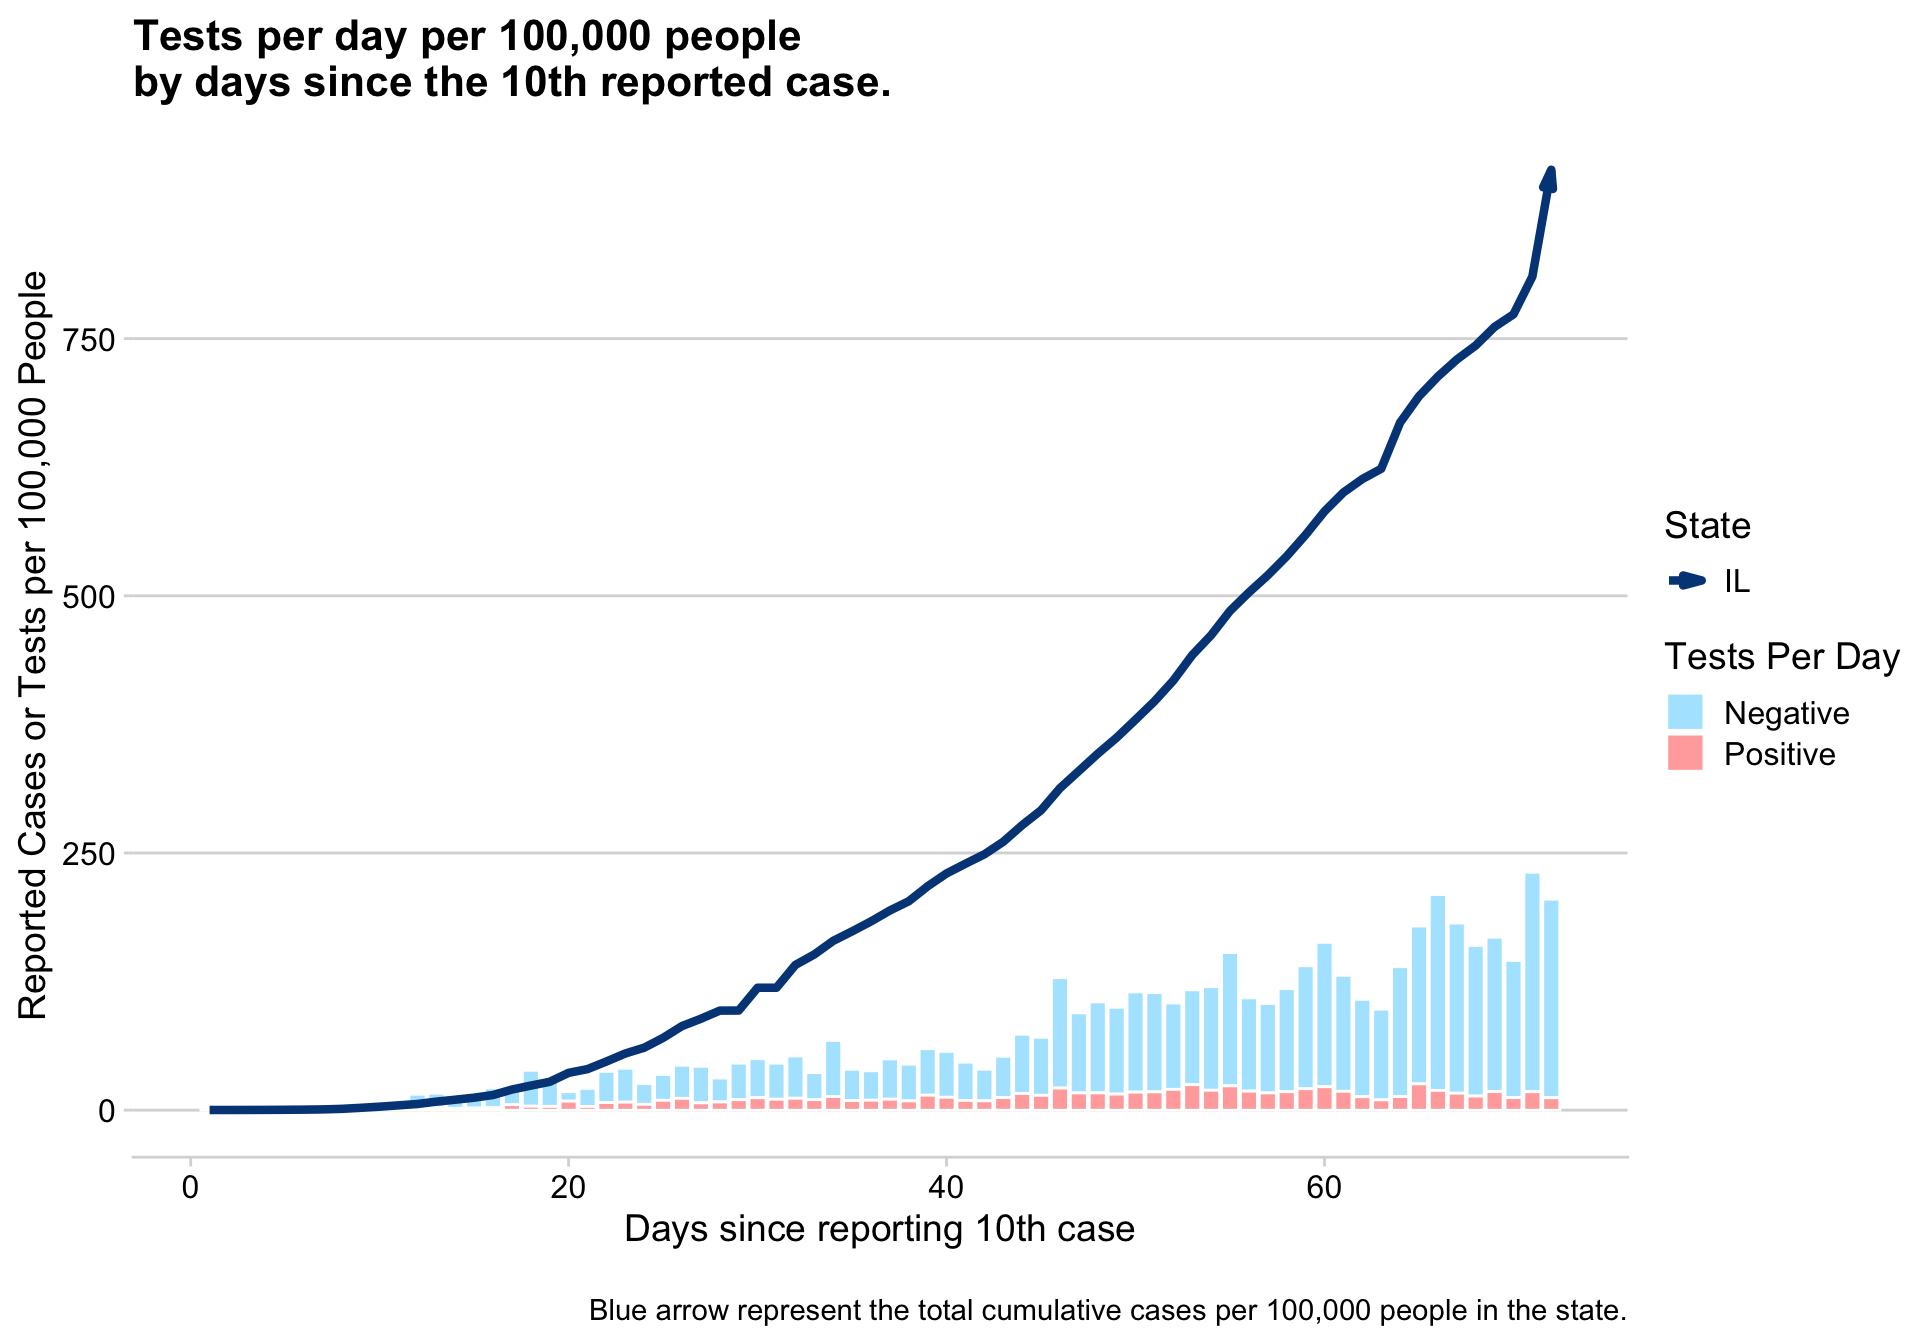 Tests per day per 100,000 people
by days since the 10th reported case.
Reported Cases or Tests per 100,000 People
750
500
250
0
0
20
40
60
Days since reporting 10th case
State
IL
Tests Per Day
Negative
Positive
Blue arrow represent the total cumulative cases per 100,000 people in the state.